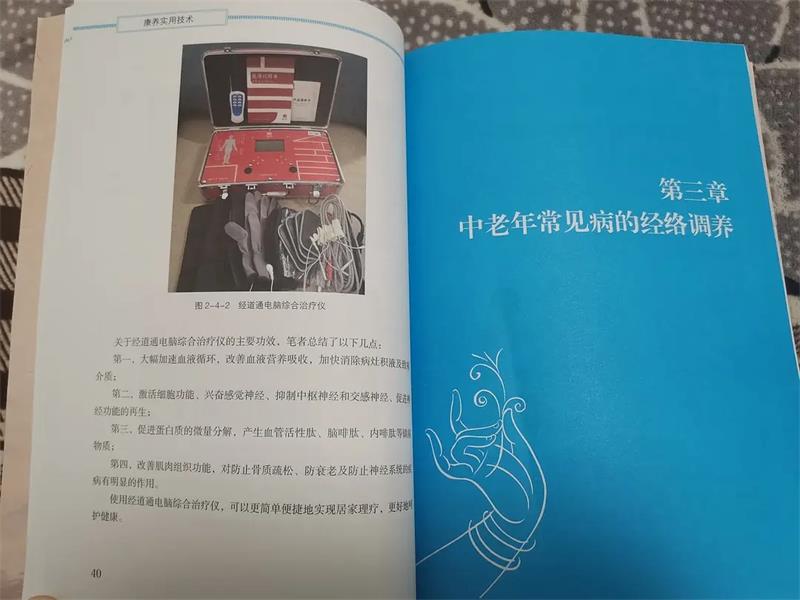 康养实用技术
图2-4-2 经道通电脑综合治疗仪
关于经道通电脑综合治疗仪的主要功效，笔者总结了以下几点：
第一、大幅加速血液循环，改善血液营养吸收，加快消除病灶积液及
介质；
第二、激活细胞功能、兴奋感觉神经、抑制中枢神经和交感神经、促进
经功能的再生；
第三、促进蛋白质的微量分解，产生血管活性肽、脑啡肽、内啡肽等镇
物质；
第四、改善肌肉组织功能，对防止骨质疏松、防衰老及防止神经系统的
病有明显的作用。
使用经道通电脑综合治疗仪，可以更简单便捷地实现居家理疗，更好地
护健康。
40
第三章
中老年常见病的经络调养